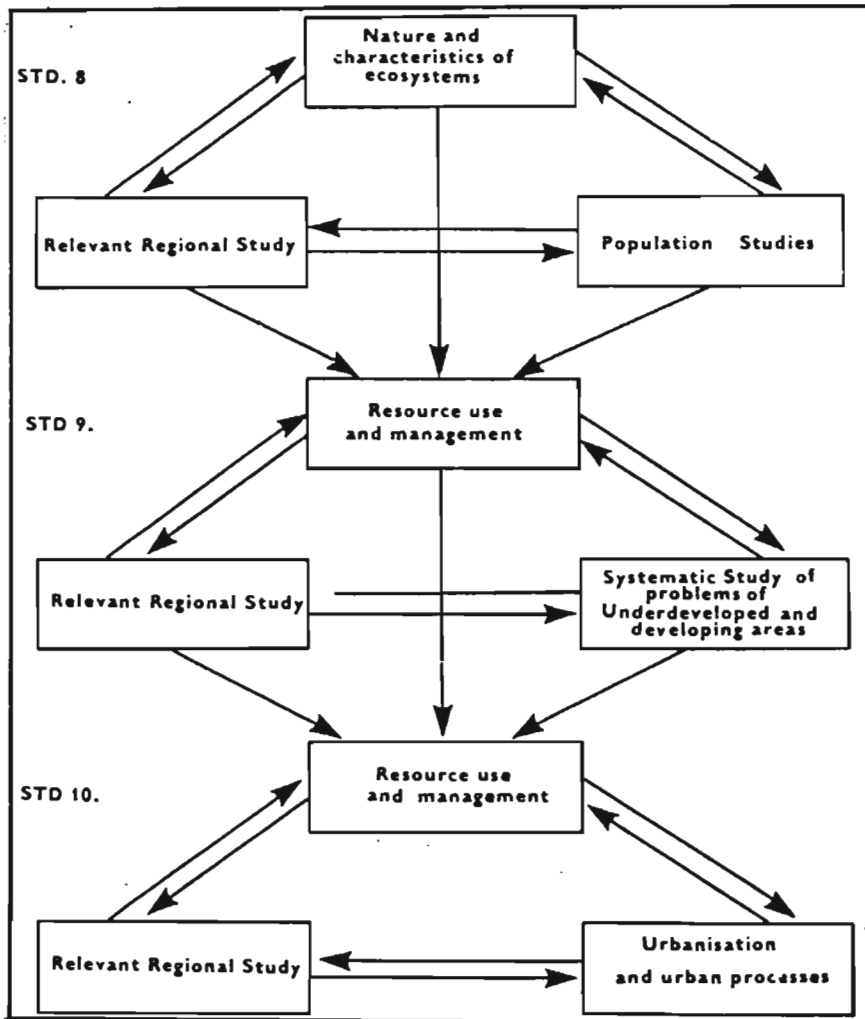 Nature and
characteristics of
ecosystems
STD. 8
Relevant Regional Study
Population Studies
Resource use
and management
STD 9.
Relevant Regional Study
Systematic Study of
problems of
Underdeveloped and
developing areas
Resource use
and management
STD 10.
Relevant Regional Study
Urbanisation
and urban processes